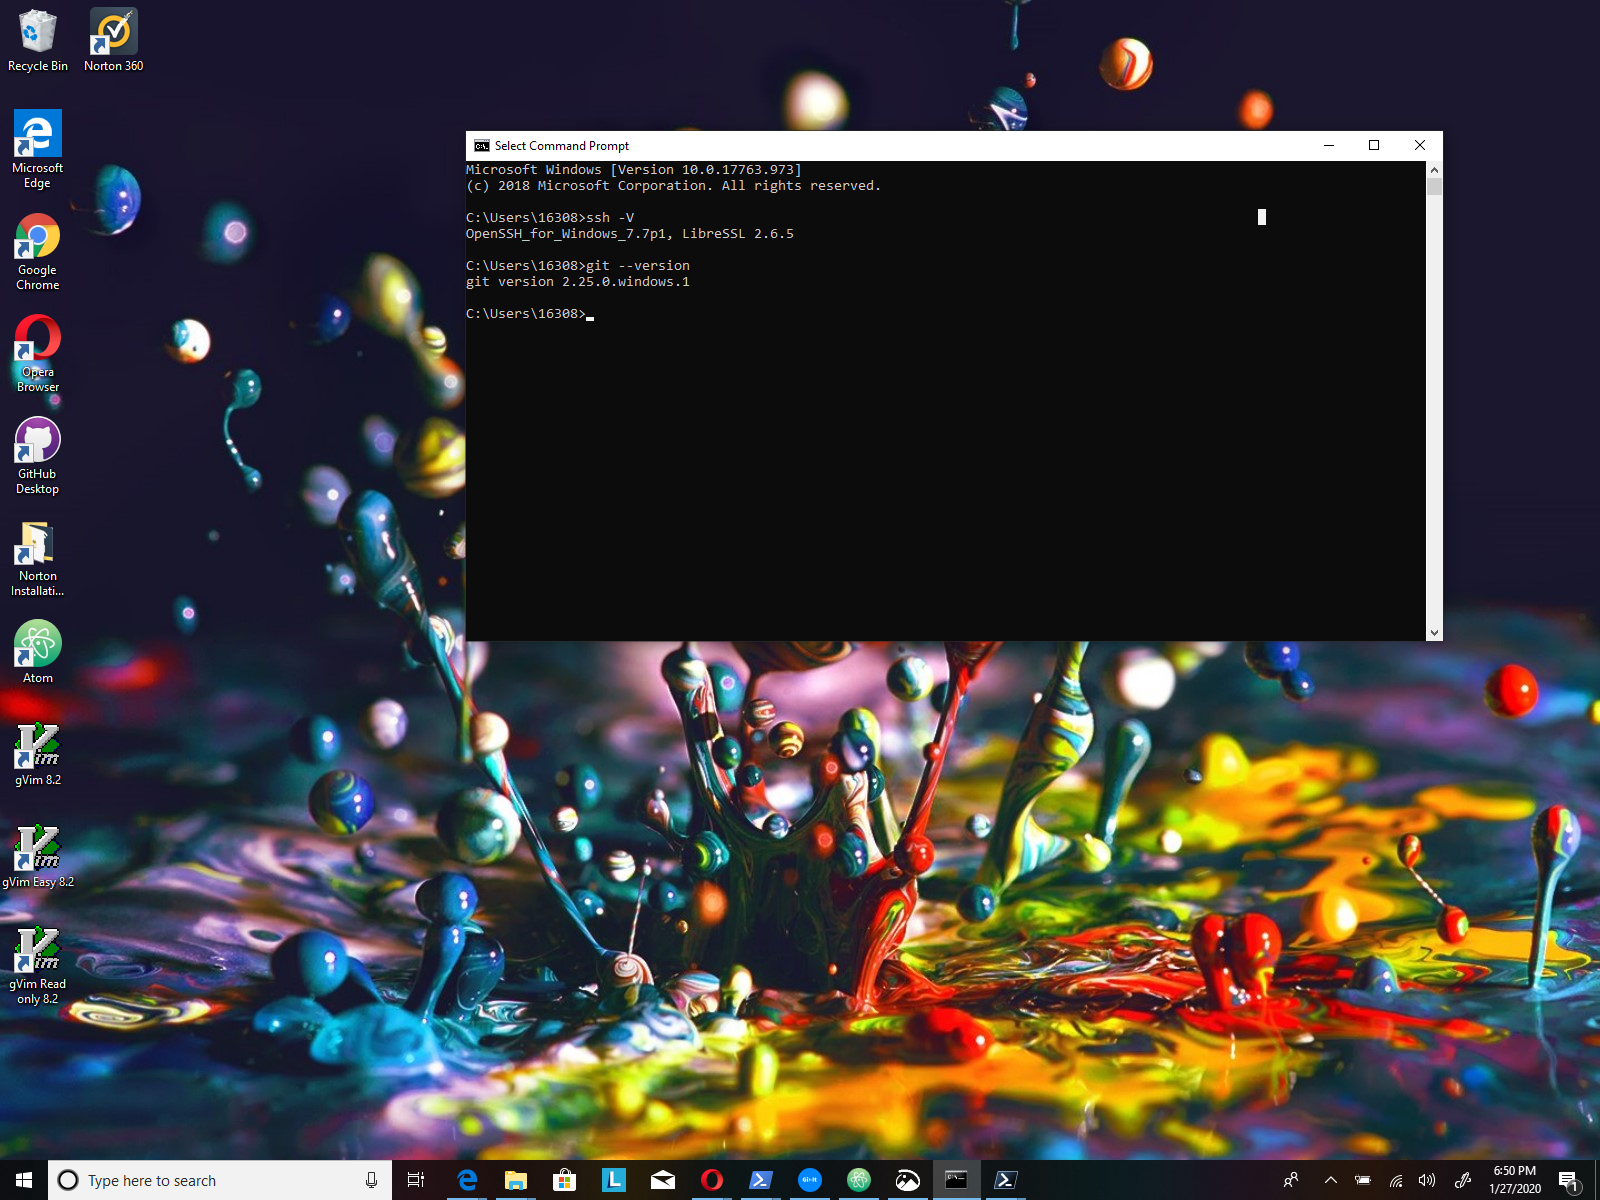 Recycle Bin
Norton 360
Microsoft
Edge
Google
Chrome
Opera
Browser
GitHub
Desktop
Norton
Installati...
Atom
gVim 8.2
gVim Easy 8.2
gVim Read
only 8.2
Select Command Prompt
Microsoft Windows [Version 10.0.17763.973]
(c) 2018 Microsoft Corporation. All rights reserved.
C:\Users\16308>ssh -V
OpenSSH_for_Windows_7.7p1, LibreSSL 2.6.5
C:\Users\16308>git --version
git version 2.25.0.windows.1
C:\Users\16308>
Type here to search
L
Git-It
6:50 PM
1/27/2020
1